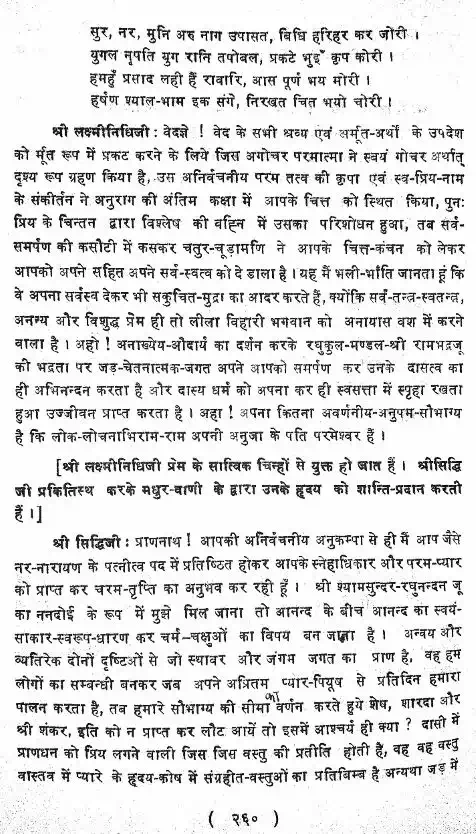 सुर, नर, मुनि अरु नाग उपासत, बिधि हरिहर कर जोरी ।
युगल नृपति युग रानि तपोबल, प्रकटे भुइँ कृप कोरी ।
हमहुँ प्रसाद लही हैं रावारि, आस पूर्ण भय मोरी ।
हर्षण श्याल-भाम इक संगे, निरखत चित भयो चोरी ।
श्री लक्ष्मीनिधिजी : वेदज्ञे ! वेद के सभी श्रव्य एवं अर्मूत-अर्थों के उपदेश
को र्मूत रूप में प्रकट करने के लिये जिस अगोचर परमात्मा ने स्वयं गोचर अर्थात्
दृश्य रूप ग्रहण किया है, उस अनिवंचनीय परम तत्व की कृपा एवं स्व-प्रिय-नाम
के संकीर्तन ने अनुराग की अंतिम कक्षा में आपके चित्त को स्थित किया, पुनः
प्रिय के चिन्तन द्वारा विश्लेष की वह्नि में उसका परिशोधन हुआ, तब सर्व-
समर्पण की कसौटी में कसकर चतुर-चूड़ामणि ने आपके चित्त-कंचन को लेकर
आपको अपने सहित अपने सर्व-स्वत्व को दे डाला है । यह मैं भली-भाँति जानता हूं कि
वे अपना सर्वस्व देकर भी सकुचित-मुद्रा का आदर करते हैं, क्योंकि सर्व-तन्त्र-स्वतन्त्र,
अनन्य और विशुद्ध प्रेम ही तो लीला विहारी भगवान को अनायास वश में करने
वाला है । अहो ! अनाख्येय-औदार्य का दर्शन करके रघुकुल-मण्डल-श्री रामभद्रजू
की भद्रता पर जड़-चेतनात्मक-जगत अपने आपको समर्पण कर उनके दासत्व का
ही अभिनन्दन करता है और दास्य धर्म को अपना कर ही स्वसत्ता में स्पृहा रखता
हुआ उज्जीवन प्राप्त करता है । अहा ! अपना कितना अवर्णनीय-अनुपम-सौभाग्य
है कि लोक-लोचनाभिराम-राम अपनी अनुजा के पति परमेश्वर हैं ।
[श्री लक्ष्मीनिधिजी प्रेम के सात्विक चिन्हों से युक्त हो जात हैं । श्रीसिद्धि
जी प्रकितिस्थ करके मधुर-वाणी के द्वारा उनके हृदय को शान्ति-प्रदान करती
हैं ।]
श्री सिद्धिजी : प्राणनाथ ! आपकी अनिर्वचनीय अनुकम्पा से ही मैं आप जैसे
नर-नारायण के पत्नीत्व पद में प्रतिष्ठित होकर आपके स्नेहाधिकार और परम-प्यार
को प्राप्त कर चरम-तृप्ति का अनुभव कर रही हूँ । श्री श्यामसुन्दर-रघुनन्दन जू
का ननदोई के रूप में मुझे मिल जाना तो आनन्द के बीच आनन्द का स्वयं-
साकार-स्वरूप-धारण कर चर्म-चक्षुओं का विषय बन जाना है । अन्वय और
व्यतिरेक दोनों दृष्टिओं से जो स्थावर और जंगम जगत का प्राण है, वह हम
लोगों का सम्बन्धी बनकर जब अपने अप्रितम प्यार-पियूष से प्रतिदिन हमारा
पालन करता है, तब हमारे सौभाग्य की सीमा का वर्णन करते हुये शेष, शारदा और
श्री शंकर, इति को न प्राप्त कर लौट आयें तो इसमें आश्चर्य ही क्या ? दासी में
प्राणधन को प्रिय लगने वाली जिस जिस वस्तु की प्रतीति होती है, वह वह वस्तु
वास्तव में प्यारे के हृदय-कोष में संग्रहीत-वस्तुओं का प्रतिबिम्ब है अन्यथा जड़ में
( २६० )